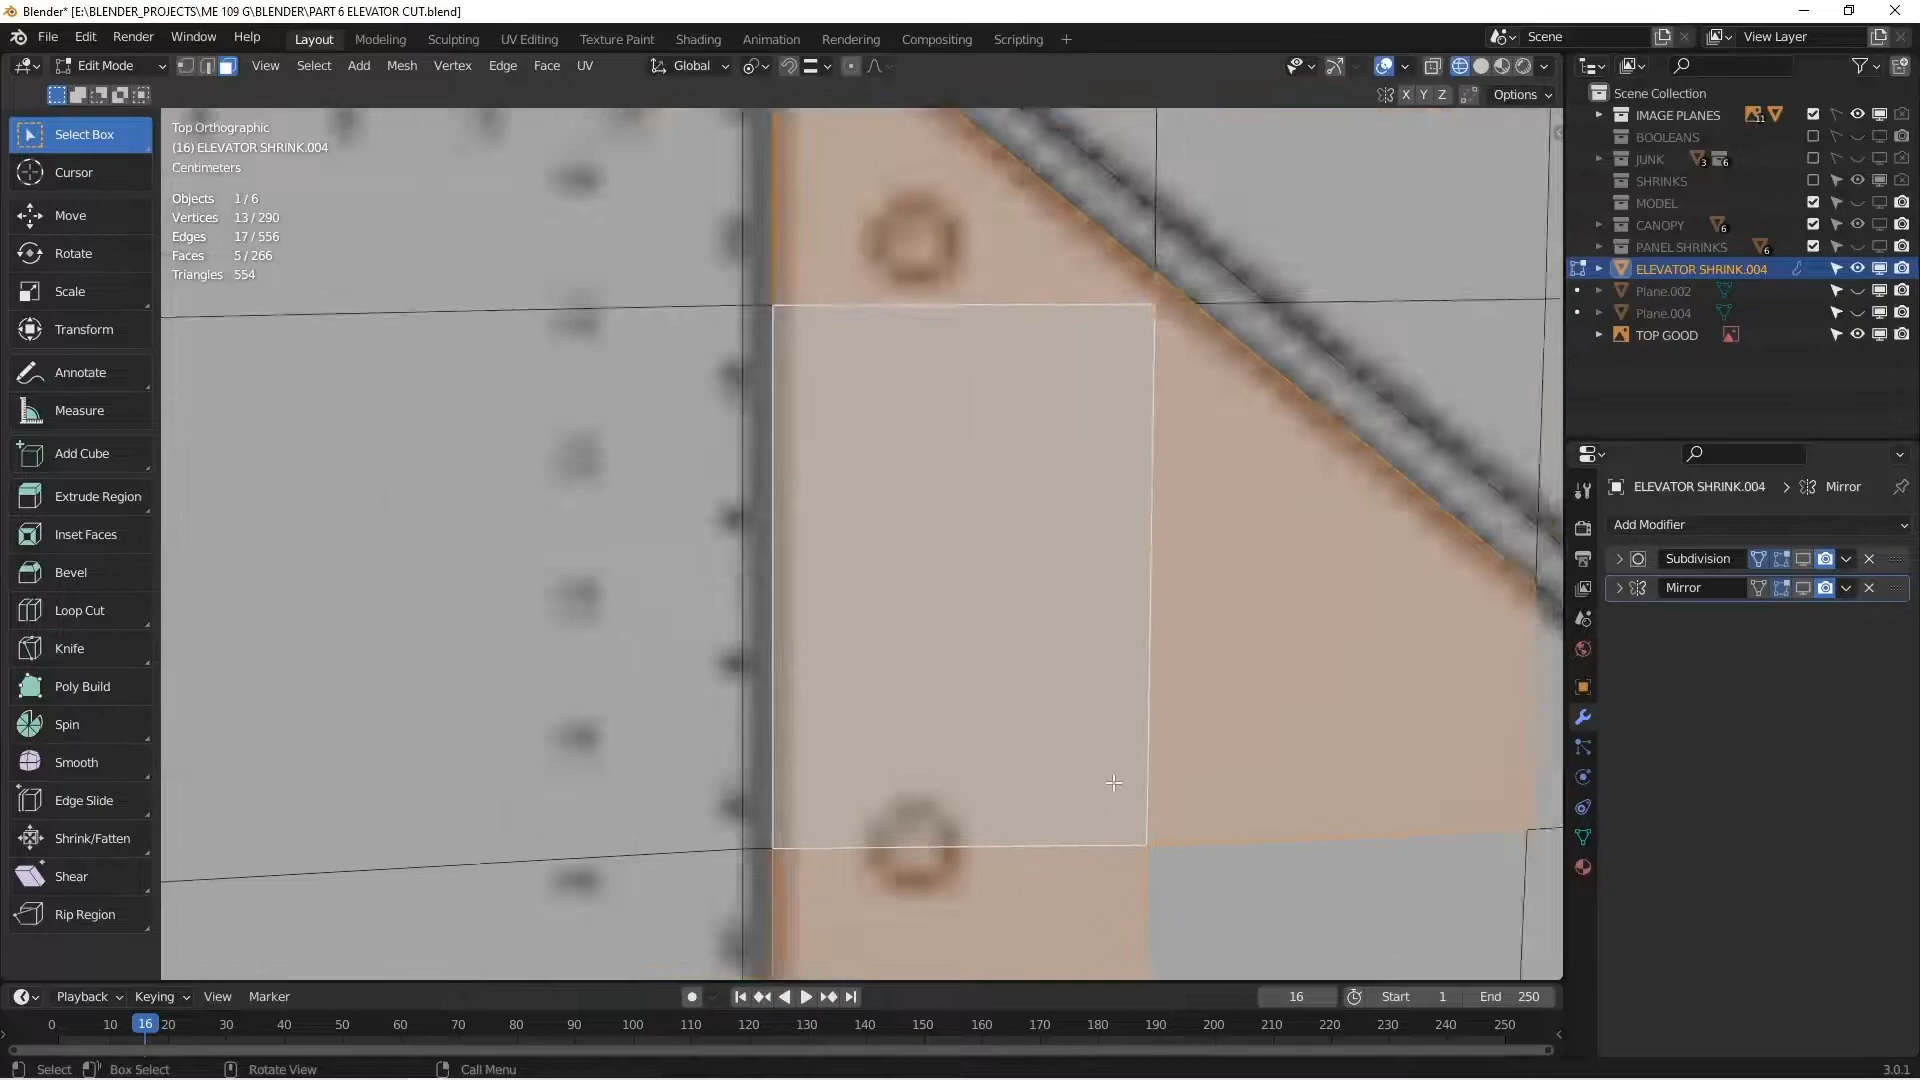 Blender* [E:\BLENDER_PROJECTS\ME 109 G\BLENDER\PART 6 ELEVATOR CUT.blend]
File Edit Render Window Help Layout Modeling Sculpting UV Editing Texture Paint Shading Animation Rendering Compositing Scripting + Scene View Layer
Edit Mode View Select Add Mesh Vertex Edge Face UV Global
X Y Z Options
Select Box
Cursor
Move
Rotate
Scale
Transform
Annotate
Measure
Add Cube
Extrude Region
Inset Faces
Bevel
Loop Cut
Knife
Poly Build
Spin
Smooth
Edge Slide
Shrink/Fatten
Shear
Rip Region
Top Orthographic
(16) ELEVATOR SHRINK.004
Centimeters
Objects 1 / 6
Vertices 13 / 290
Edges 17 / 556
Faces 5 / 266
Triangles 554
Scene Collection
IMAGE PLANES 11
BOOLEANS
JUNK 3 6
SHRINKS
MODEL
CANOPY 6
PANEL SHRINKS 6
ELEVATOR SHRINK.004
Plane.002
Plane.004
TOP GOOD
ELEVATOR SHRINK.004 > Mirror
Add Modifier
Subdivision
Mirror
Playback Keying View Marker 16 Start 1 End 250
0 10 16 20 30 40 50 60 70 80 90 100 110 120 130 140 150 160 170 180 190 200 210 220 230 240 250
Select Box Select Rotate View Call Menu 3.0.1